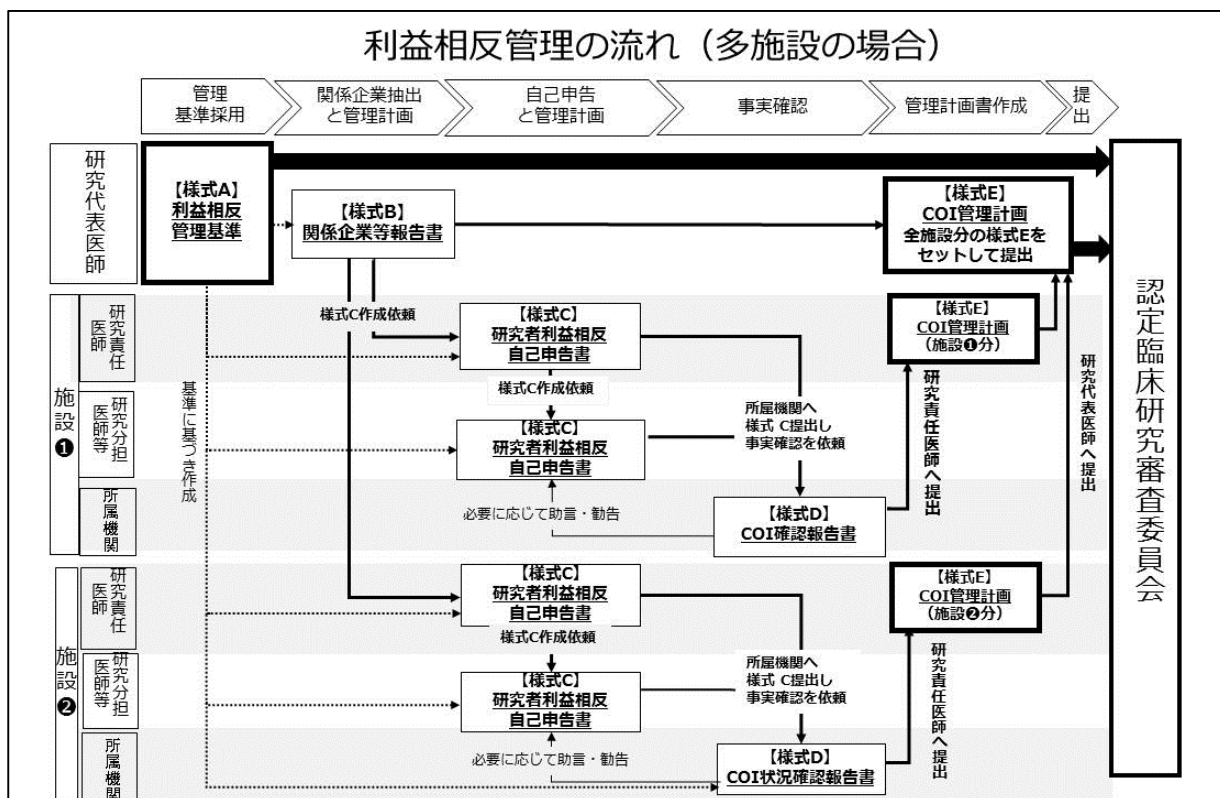 利益相反管理の流れ（多施設の場合）
管理
基準採用
関係企業抽出
と管理計画
自己申告
と管理計画
事実確認
管理計画書作成
提出
研究代表医師
【様式A】
利益相反
管理基準
【様式B】
関係企業等報告書
【様式E】
COI管理計画
全施設分の様式Eを
セットして提出
認定臨床研究審査委員会
施設❶
研究責任
医師
様式C作成依頼
【様式C】
研究者利益相反
自己申告書
【様式E】
COI管理計画
（施設❶分）
基準に基づき作成
様式C作成依頼
研究分担
医師等
【様式C】
研究者利益相反
自己申告書
所属機関へ
様式 C提出し
事実確認を依頼
研究責任医師へ提出
研究代表医師へ提出
所属機関
必要に応じて助言・勧告
【様式D】
COI確認報告書
施設❷
研究責任
医師
【様式C】
研究者利益相反
自己申告書
【様式E】
COI管理計画
（施設❷分）
様式C作成依頼
研究分担
医師等
【様式C】
研究者利益相反
自己申告書
所属機関へ
様式 C提出し
事実確認を依頼
研究責任医師へ提出
所属機関
必要に応じて助言・勧告
【様式D】
COI状況確認報告書